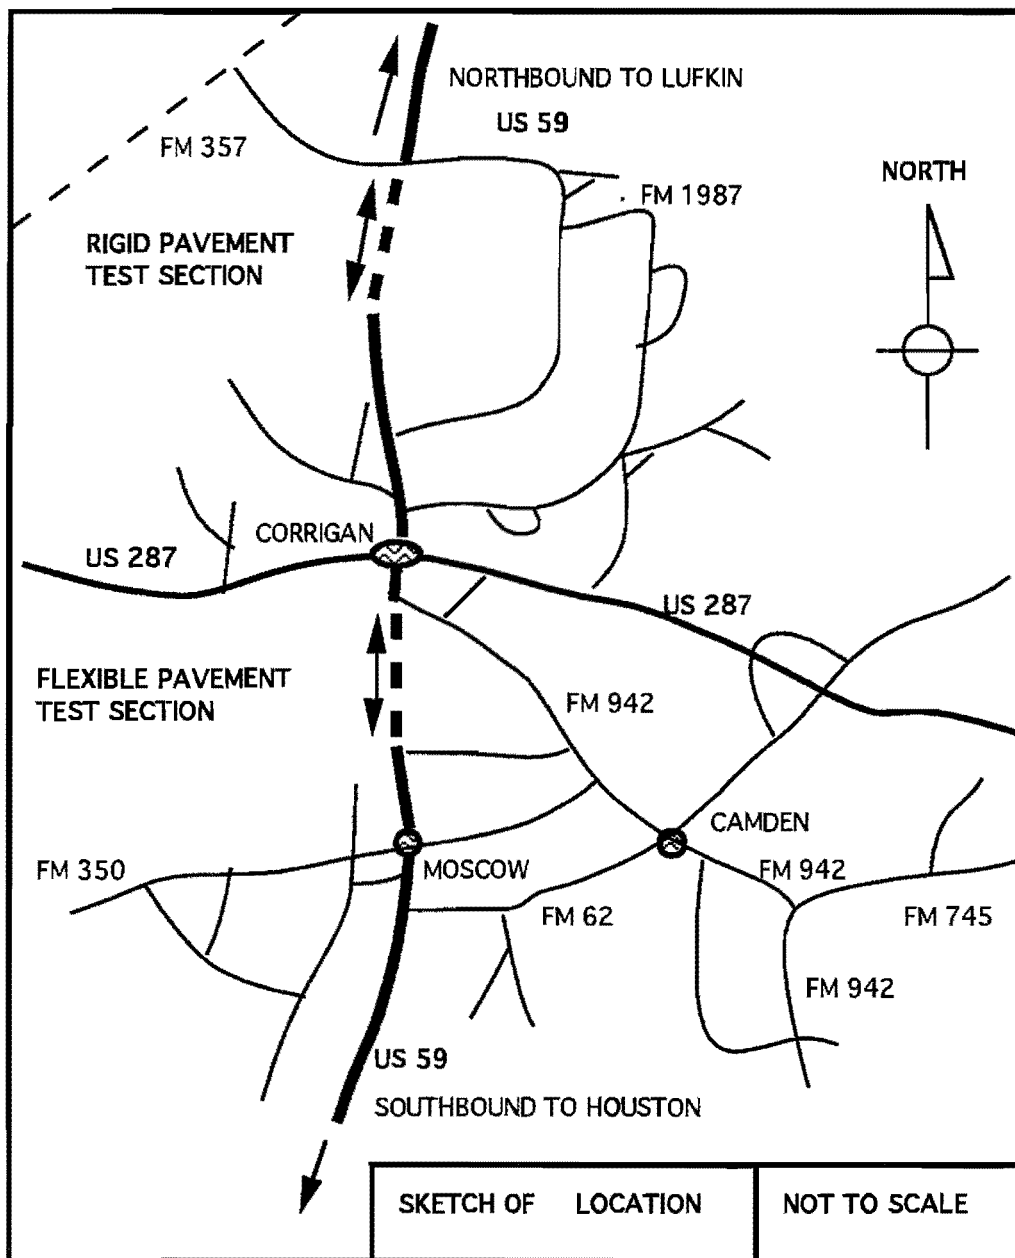 NORTHBOUND TO LUFKIN
US 59
FM 357
NORTH
FM 1987
RIGID PAVEMENT
TEST SECTION
CORRIGAN
US 287
US 287
FLEXIBLE PAVEMENT
TEST SECTION
FM 942
CAMDEN
FM 350
MOSCOW
FM 942
FM 62
FM 745
FM 942
US 59
SOUTHBOUND TO HOUSTON
SKETCH OF LOCATION
NOT TO SCALE